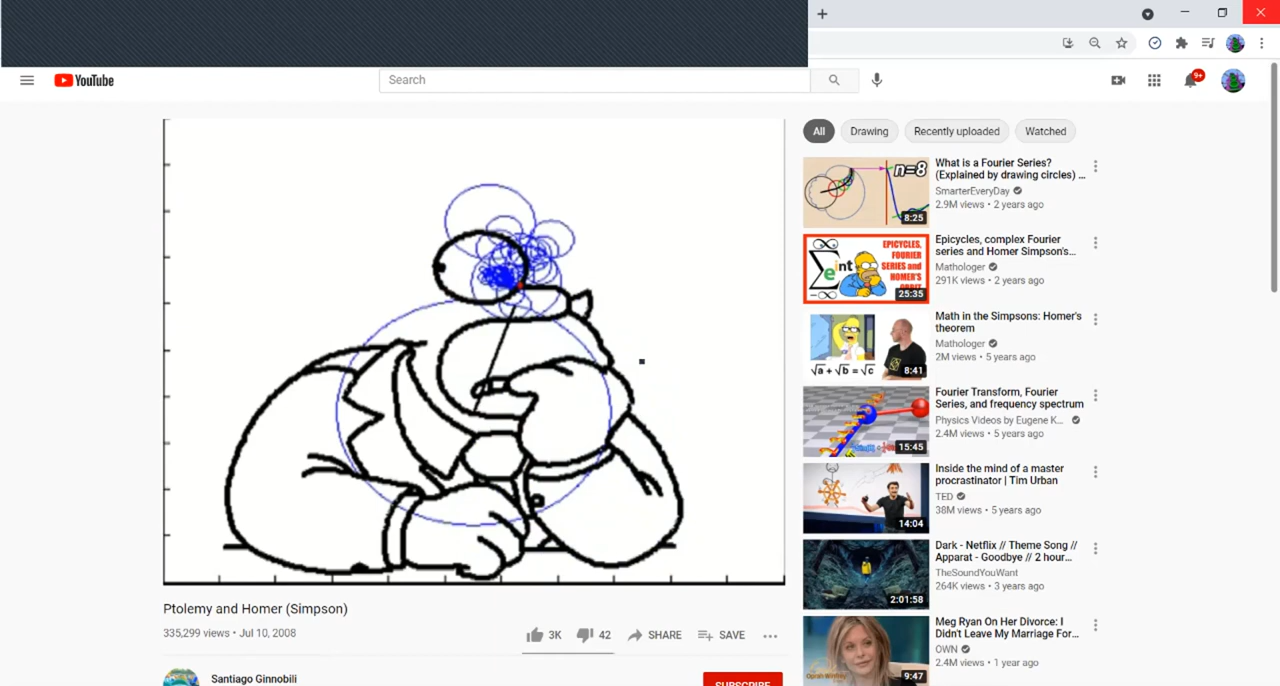 YouTube
Search
9+
Ptolemy and Homer (Simpson)
335,299 views • Jul 10, 2008
3K
42
SHARE
SAVE
Santiago Ginnobili
SUBSCRIBE
All
Drawing
Recently uploaded
Watched
n=8
8:25
What is a Fourier Series?
(Explained by drawing circles) ...
SmarterEveryDay
2.9M views • 2 years ago
EPICYCLES,
FOURIER
SERIES and
HOMER'S
ORBIT
∞
Σ
eint
-∞
25:35
Epicycles, complex Fourier
series and Homer Simpson's...
Mathologer
291K views • 2 years ago
√a + √b = √c
8:41
Math in the Simpsons: Homer's
theorem
Mathologer
2M views • 5 years ago
15:45
Fourier Transform, Fourier
Series, and frequency spectrum
Physics Videos by Eugene K...
2.4M views • 5 years ago
14:04
Inside the mind of a master
procrastinator | Tim Urban
TED
38M views • 5 years ago
2:01:58
Dark - Netflix // Theme Song //
Apparat - Goodbye // 2 hour...
TheSoundYouWant
264K views • 3 years ago
9:47
Meg Ryan On Her Divorce: I
Didn't Leave My Marriage For...
OWN
2.4M views • 1 year ago